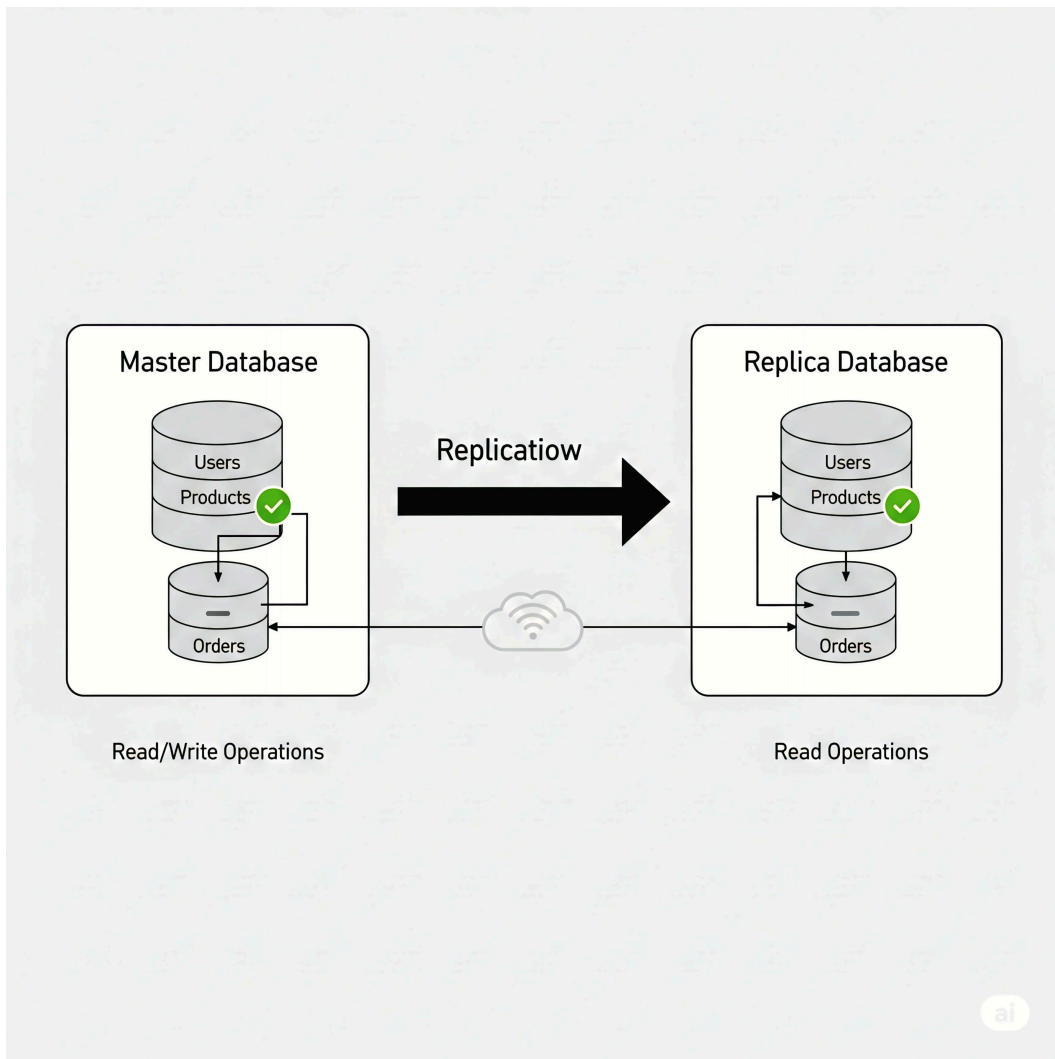 Master Database
Users
Products
Orders
Read/Write Operations
Replicatiow
Replica Database
Users
Products
Orders
Read Operations
ai